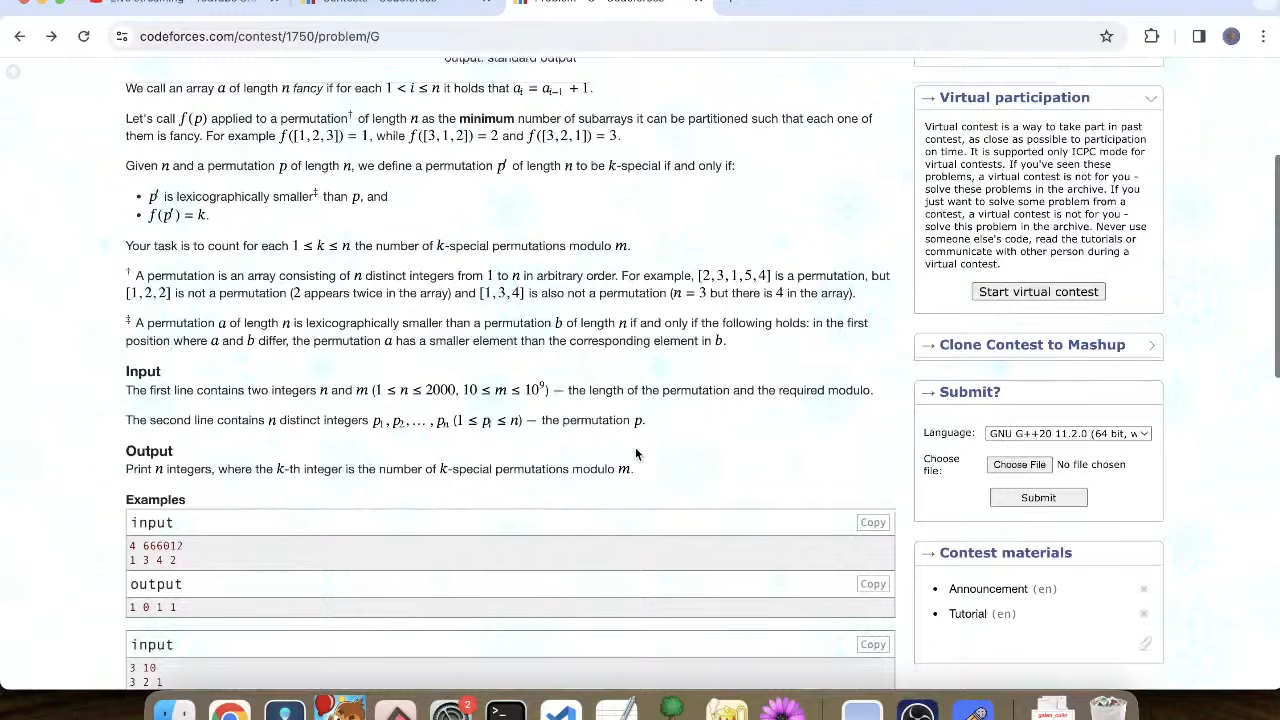 codeforces.com/contest/1750/problem/G
output: standard output
We call an array a of length n fancy if for each 1 < i ≤ n it holds that a_i = a_{i−1} + 1.
Let's call f(p) applied to a permutation† of length n as the minimum number of subarrays it can be partitioned such that each one of
them is fancy. For example f([1, 2, 3]) = 1, while f([3, 1, 2]) = 2 and f([3, 2, 1]) = 3.
Given n and a permutation p of length n, we define a permutation p′ of length n to be k-special if and only if:
• p′ is lexicographically smaller‡ than p, and
• f(p′) = k.
Your task is to count for each 1 ≤ k ≤ n the number of k-special permutations modulo m.
† A permutation is an array consisting of n distinct integers from 1 to n in arbitrary order. For example, [2, 3, 1, 5, 4] is a permutation, but
[1, 2, 2] is not a permutation (2 appears twice in the array) and [1, 3, 4] is also not a permutation (n = 3 but there is 4 in the array).
‡ A permutation a of length n is lexicographically smaller than a permutation b of length n if and only if the following holds: in the first
position where a and b differ, the permutation a has a smaller element than the corresponding element in b.
Input
The first line contains two integers n and m (1 ≤ n ≤ 2000, 10 ≤ m ≤ 10^9) — the length of the permutation and the required modulo.
The second line contains n distinct integers p_1, p_2, … , p_n (1 ≤ p_i ≤ n) — the permutation p.
Output
Print n integers, where the k-th integer is the number of k-special permutations modulo m.
Examples
input
Copy
4 666012
1 3 4 2
output
Copy
1 0 1 1
input
Copy
3 10
3 2 1
→ Virtual participation
Virtual contest is a way to take part in past
contest, as close as possible to participation
on time. It is supported only ICPC mode for
virtual contests. If you've seen these
problems, a virtual contest is not for you -
solve these problems in the archive. If you
just want to solve some problem from a
contest, a virtual contest is not for you -
solve this problem in the archive. Never use
someone else's code, read the tutorials or
communicate with other person during a
virtual contest.
Start virtual contest
→ Clone Contest to Mashup
→ Submit?
Language: GNU G++20 11.2.0 (64 bit, w
Choose
file: Choose File No file chosen
Submit
→ Contest materials
• Announcement (en)
• Tutorial (en)
2